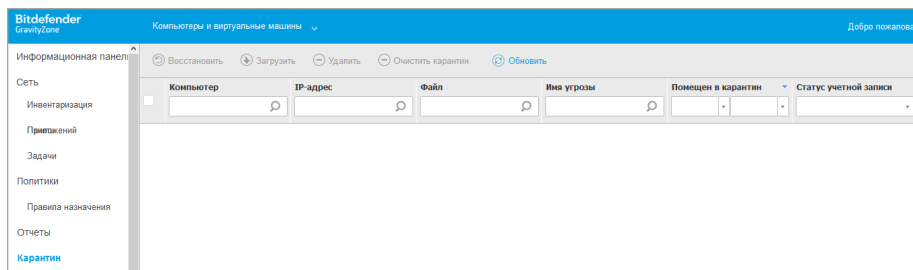 Bitdefender
GravityZone
Компьютеры и виртуальные машины
Добро пожалова
Информационная панел
Сеть
Инвентаризация
Задачи
Политики
Правила назначения
Отчеты
Карантин
Восстановить Загрузить Удалить Очистить карантин. Обновить
Компьютер IP-адрес Файл Имя угрозы Помещен в карантин Статус учетной записи